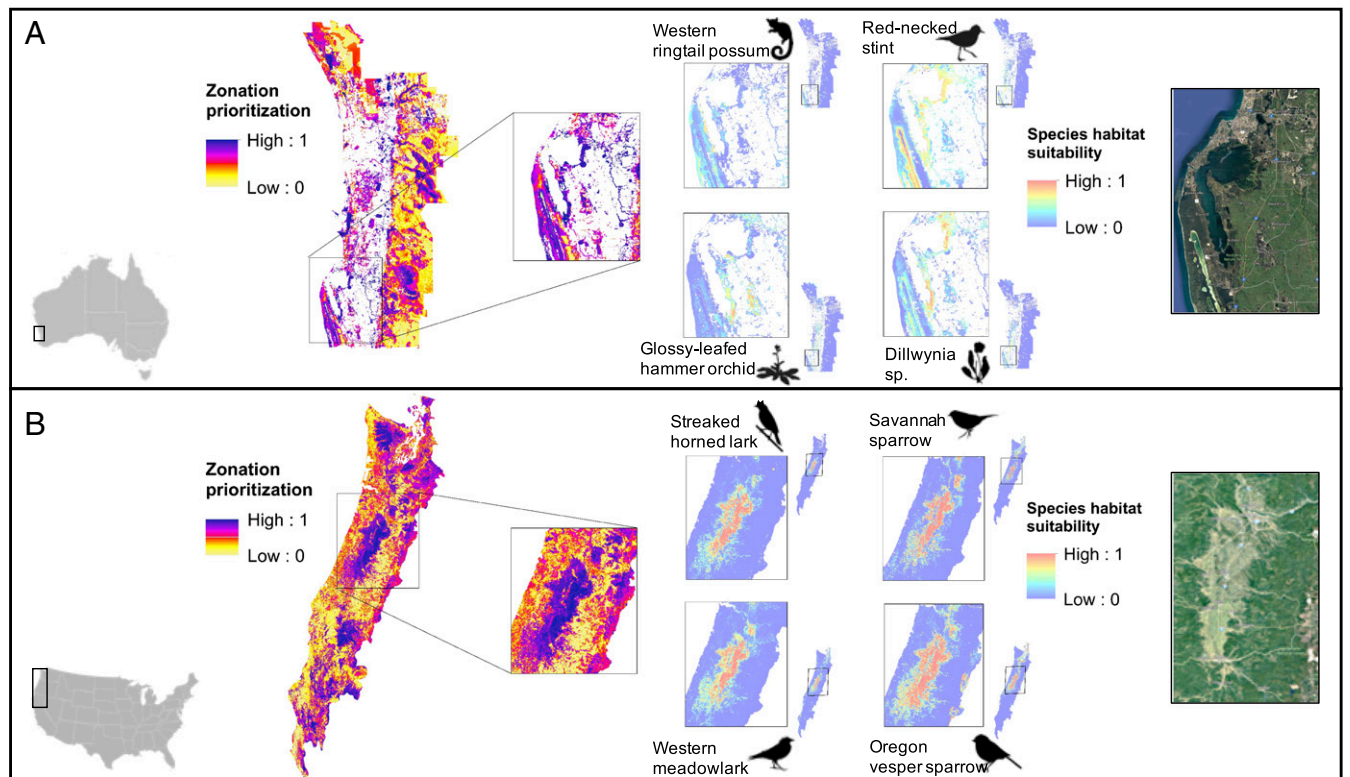 A
Zonation
prioritization
High : 1
Low : 0
Western
ringtail possum
Red-necked
stint
Glossy-leafed
hammer orchid
Dillwynia
sp.
Species habitat
suitability
High : 1
Low : 0
B
Zonation
prioritization
High : 1
Low : 0
Streaked
horned lark
Savannah
sparrow
Western
meadowlark
Oregon
vesper sparrow
Species habitat
suitability
High : 1
Low : 0